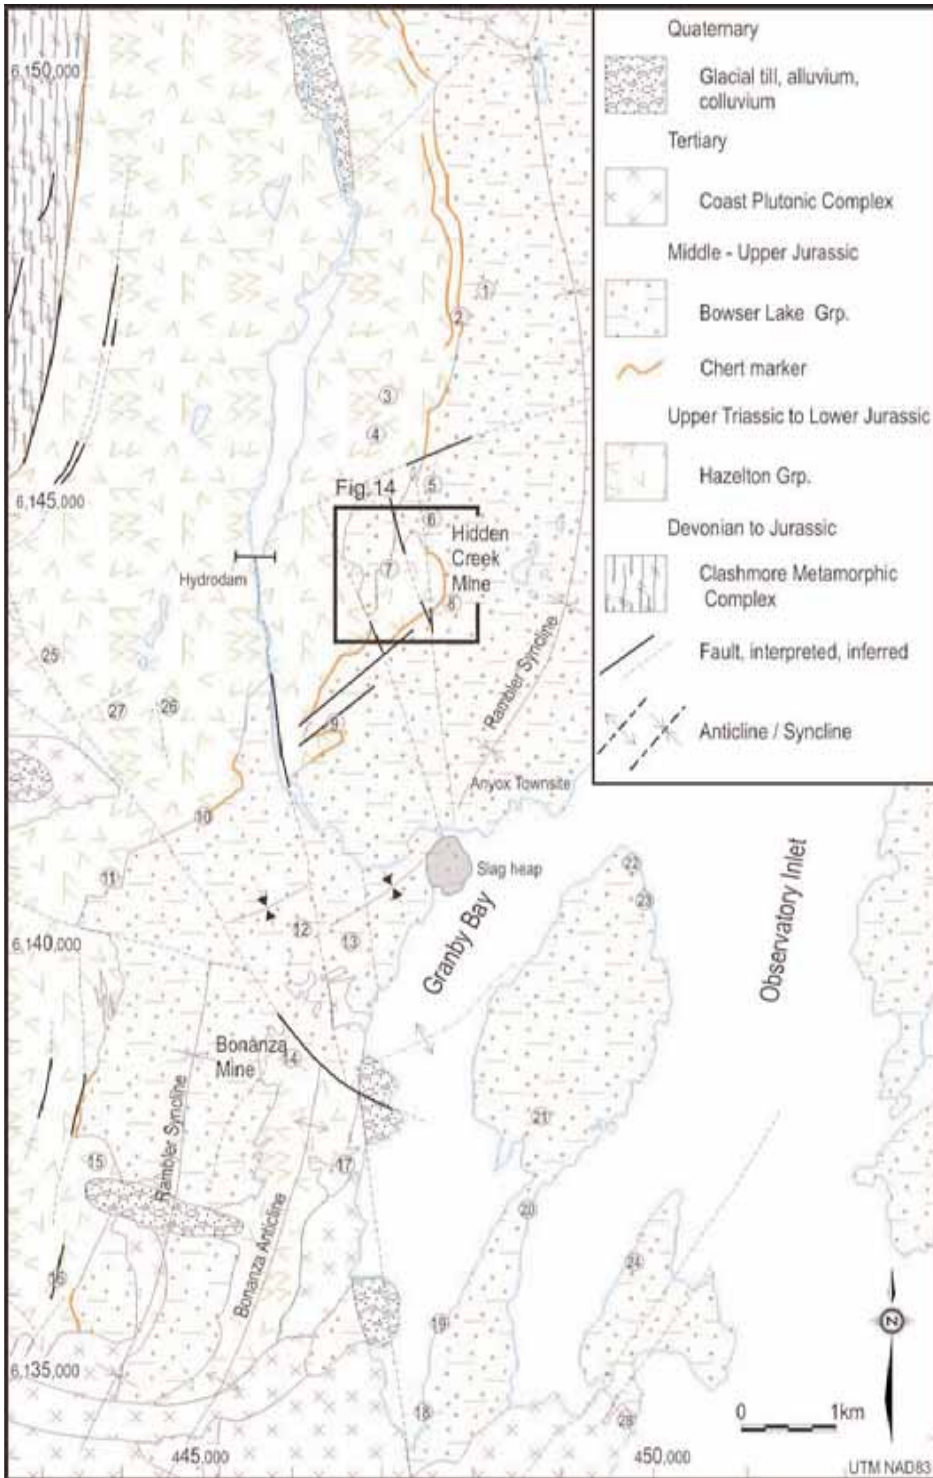 Quaternary
Glacial till, alluvium,
colluvium
Tertiary
Coast Plutonic Complex
Middle - Upper Jurassic
Bowser Lake Grp.
Chert marker
Upper Triassic to Lower Jurassic
Hazelton Grp.
Devonian to Jurassic
Clashmore Metamorphic
Complex
Fault, interpreted, inferred
Anticline / Syncline
6,150,000
1
2
3
4
6,145,000
Fig.14
5
6
Hidden
Creek
Mine
7
8
Hydrodam
Rambler Syncline
25
27
26
9
Anyox Townsite
10
Slag heap
11
22
23
12
13
Granby Bay
Observatory Inlet
6,140,000
Bonanza
Mine
14
Rambler Syncline
21
15
17
Bonanza Anticline
20
16
24
19
6,135,000
18
28
0 1km
N
445,000
450,000
UTM NAD83